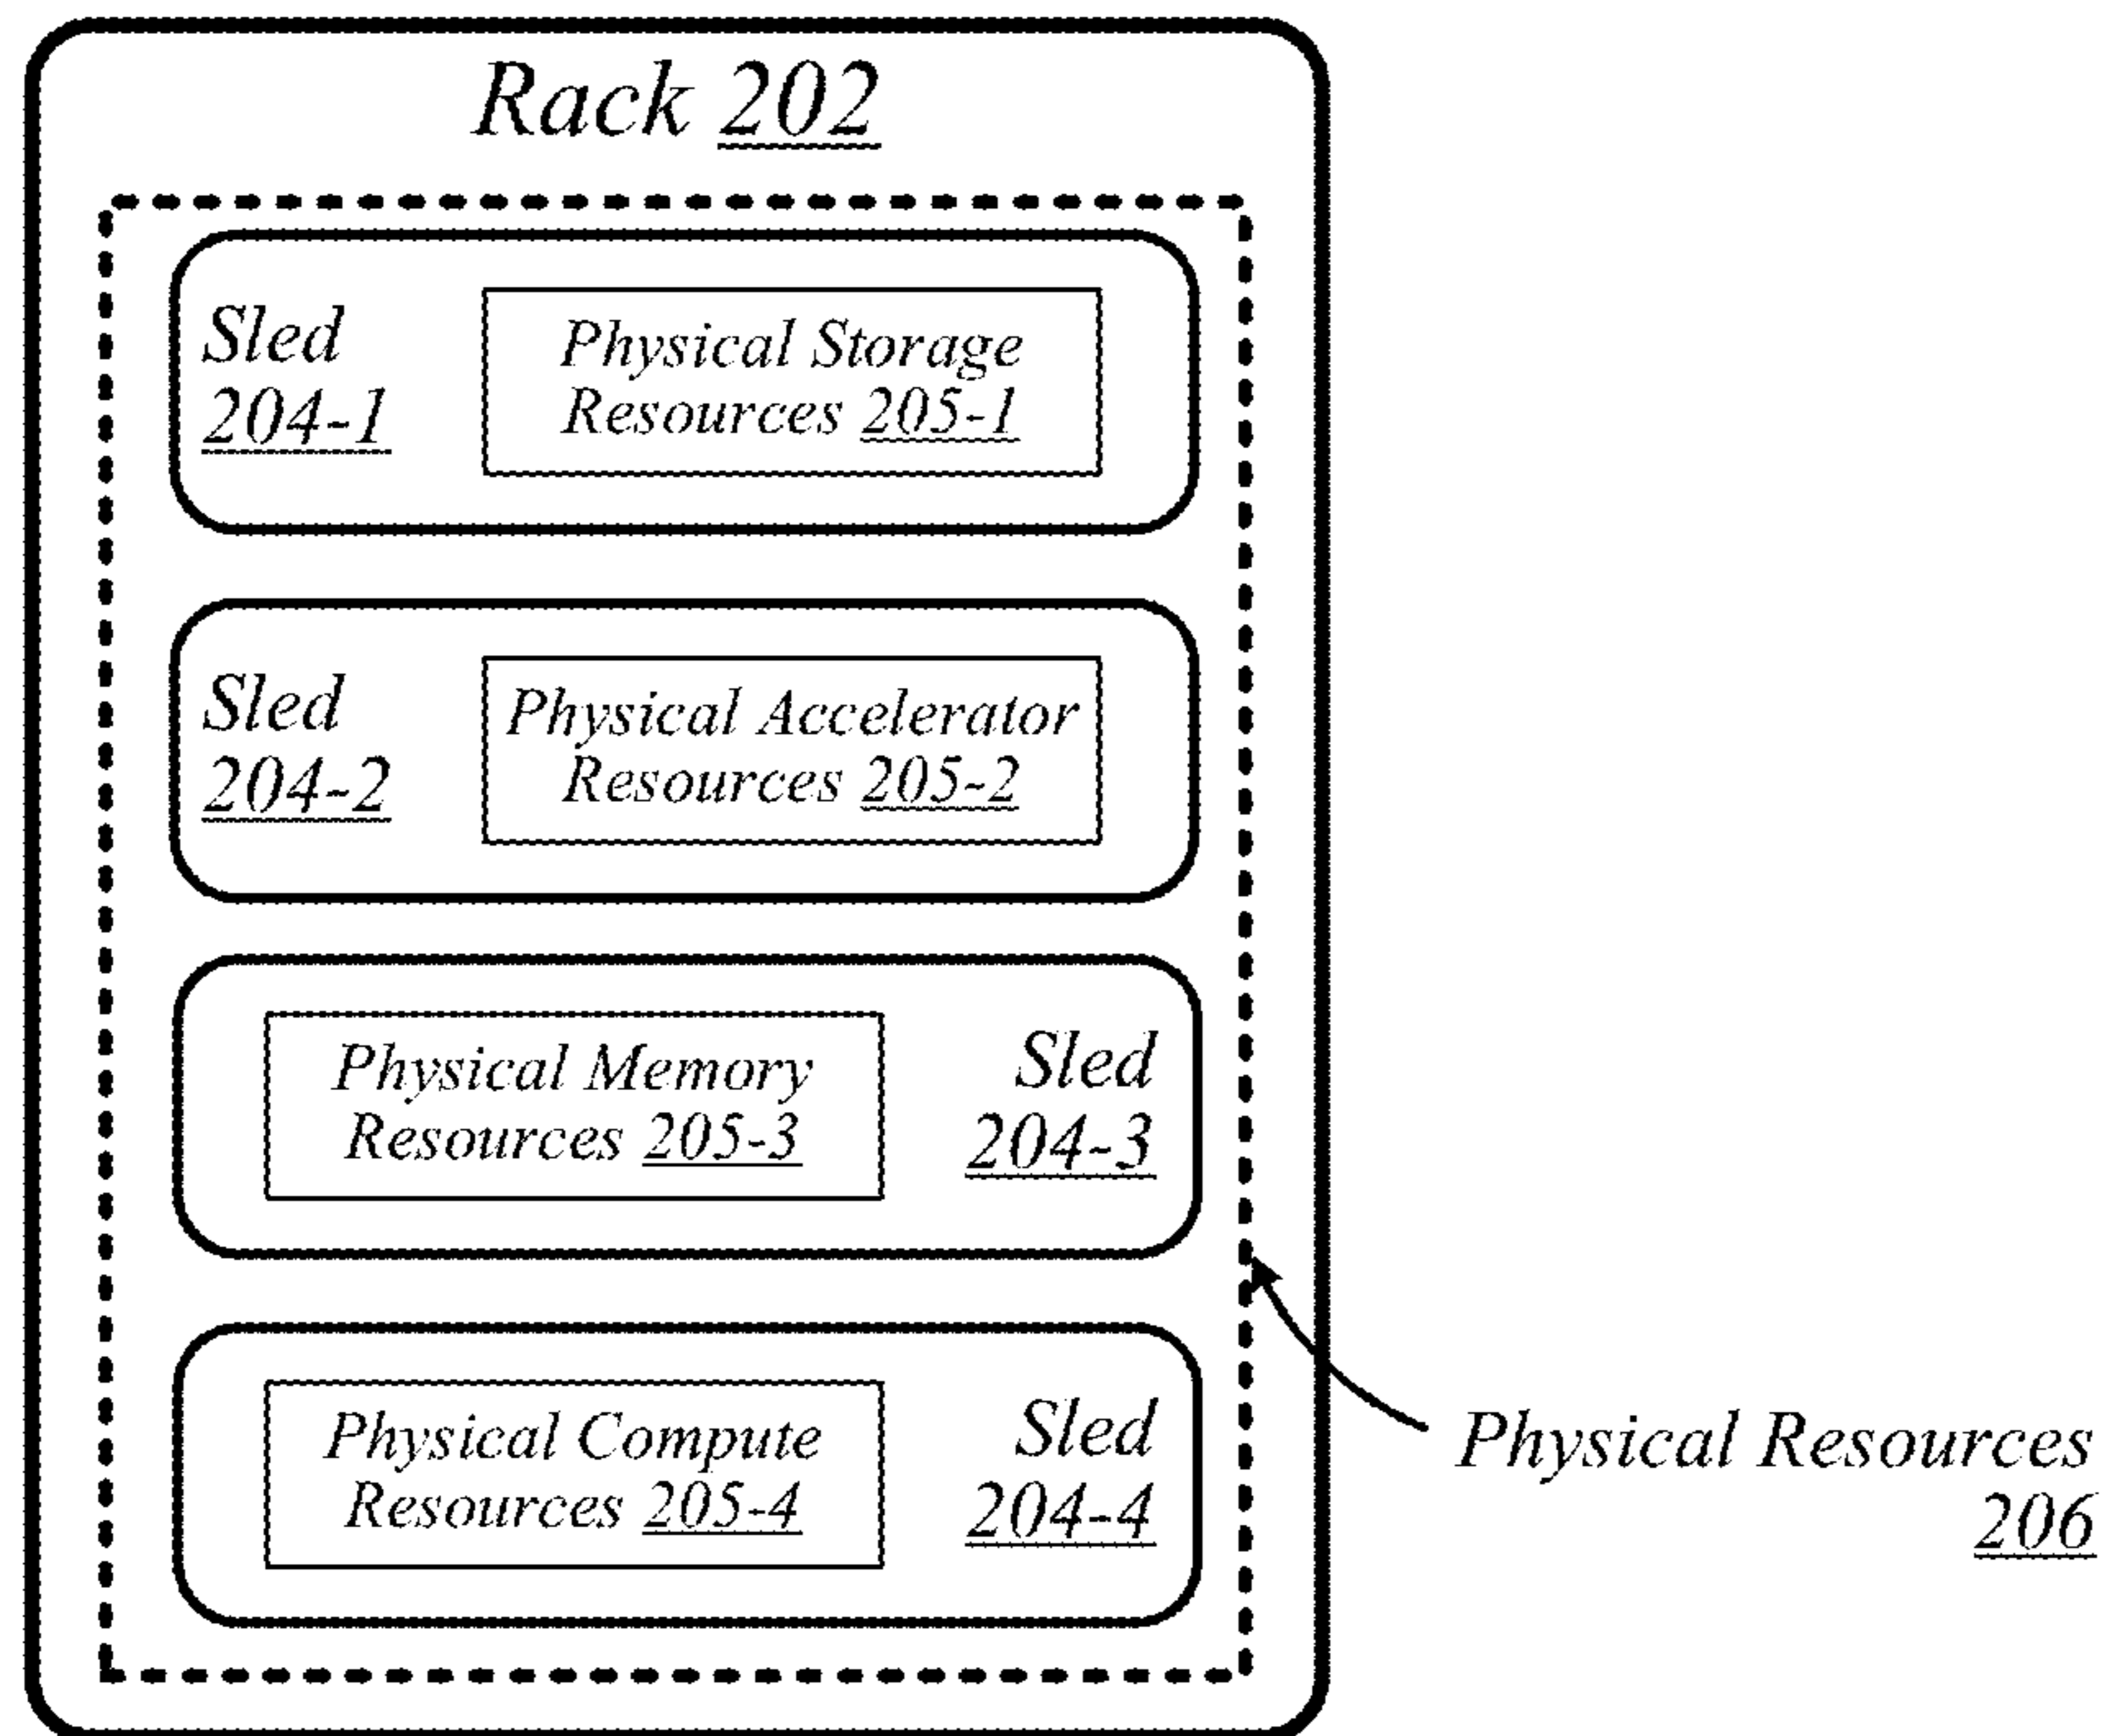 Rack 202
Sled
204-1
Physical Storage
Resources 205-1
Sled
204-2
Physical Accelerator
Resources 205-2
Physical Memory
Resources 205-3
Sled
204-3
Physical Compute
Resources 205-4
Sled
204-4
Physical Resources
206